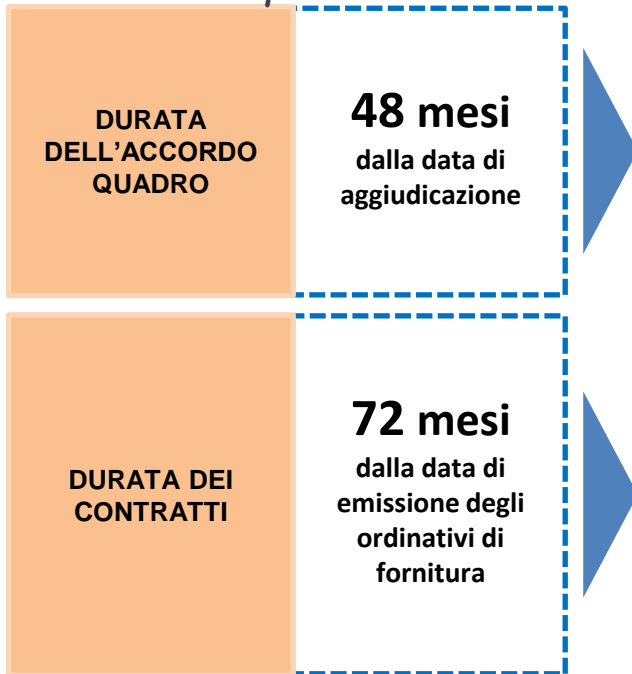 DURATA
DELL'ACCORDO
QUADRO
48 mesi
dalla data di
aggiudicazione
DURATA DEI
CONTRATTI
72 mesi
dalla data di
emissione degli
ordinativi di
fornitura